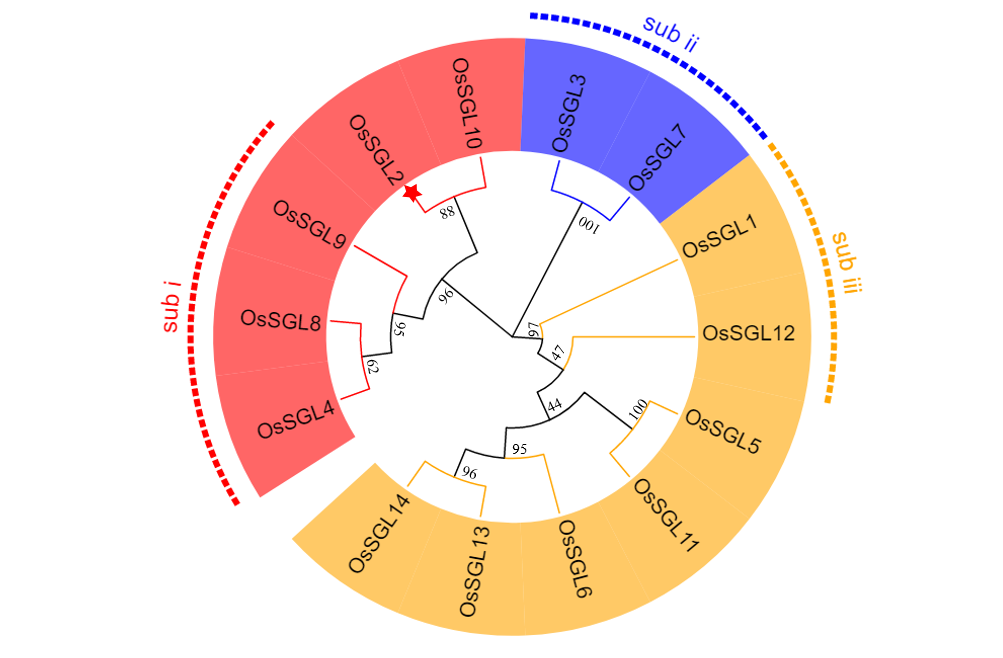 sub i
sub ii
sub iii
OsSGL10
OsSGL2
OsSGL9
OsSGL8
OsSGL4
OsSGL3
OsSGL7
OsSGL1
OsSGL12
OsSGL5
OsSGL11
OsSGL6
OsSGL13
OsSGL14
88
96
95
62
100
97
47
44
100
95
96